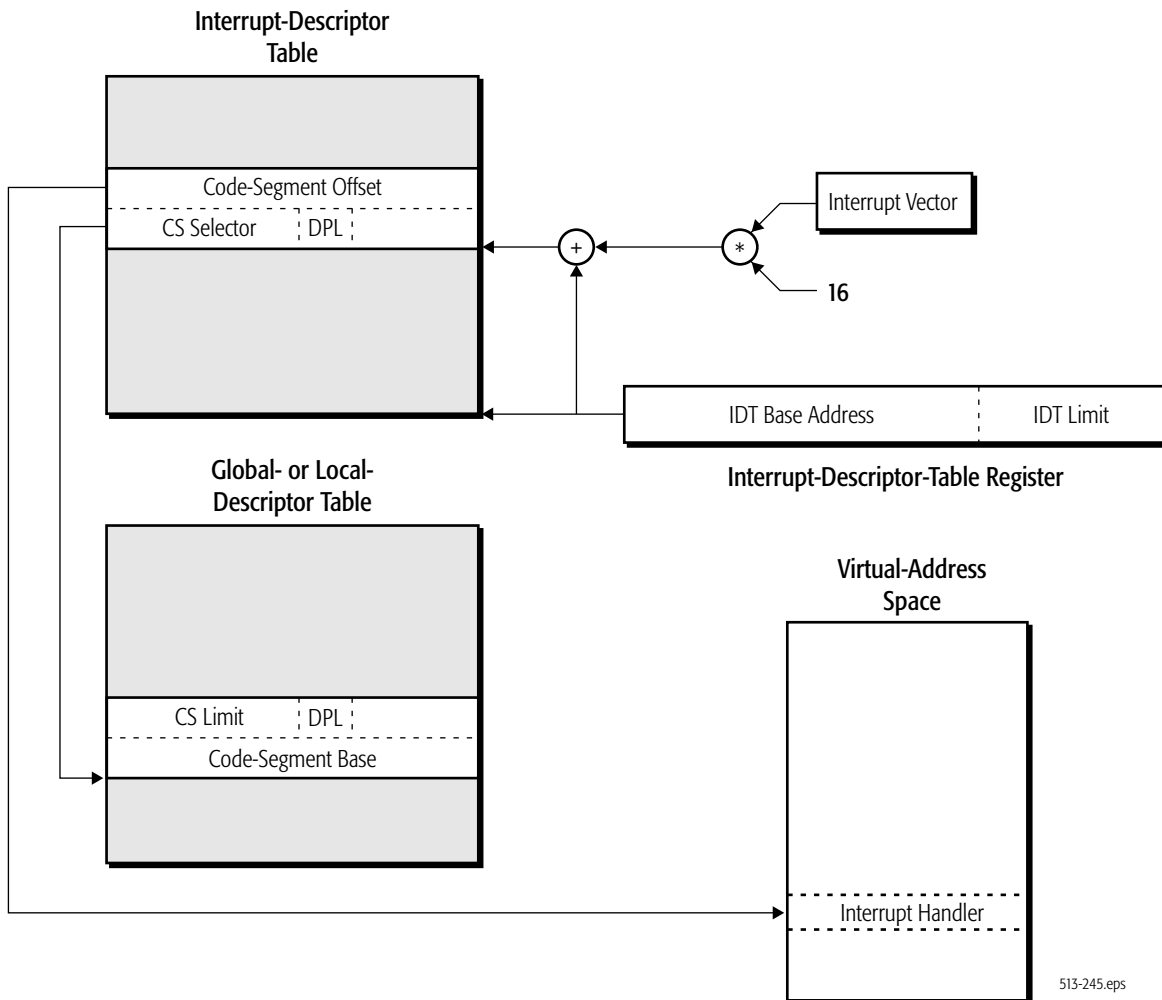 Interrupt-Descriptor
Table
Code-Segment Offset
CS Selector DPL
Interrupt Vector
+
*
16
IDT Base Address IDT Limit
Interrupt-Descriptor-Table Register
Global- or Local-
Descriptor Table
CS Limit DPL
Code-Segment Base
Virtual-Address
Space
Interrupt Handler
513-245.eps